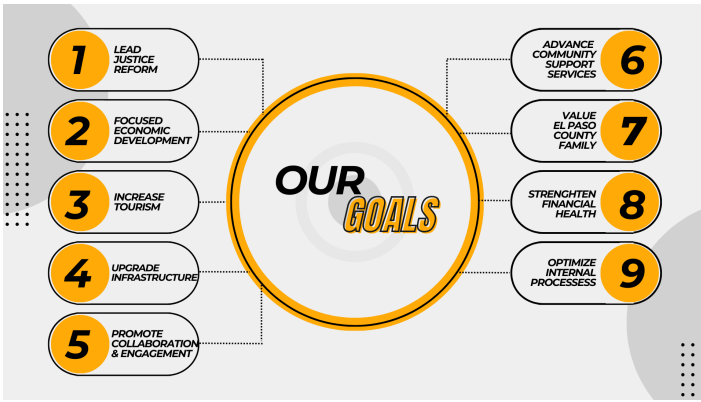 1
LEAD
JUSTICE
REFORM
2
FOCUSED
ECONOMIC
DEVELOPMENT
3
INCREASE
TOURISM
4
UPGRADE
INFRASTRUCTURE
5
PROMOTE
COLLABORATION
& ENGAGEMENT
OUR
GOALS
ADVANCE
COMMUNITY
SUPPORT
SERVICES
6
VALUE
EL PASO
COUNTY
FAMILY
7
STRENGHTEN
FINANCIAL
HEALTH
8
OPTIMIZE
INTERNAL
PROCESSESS
9